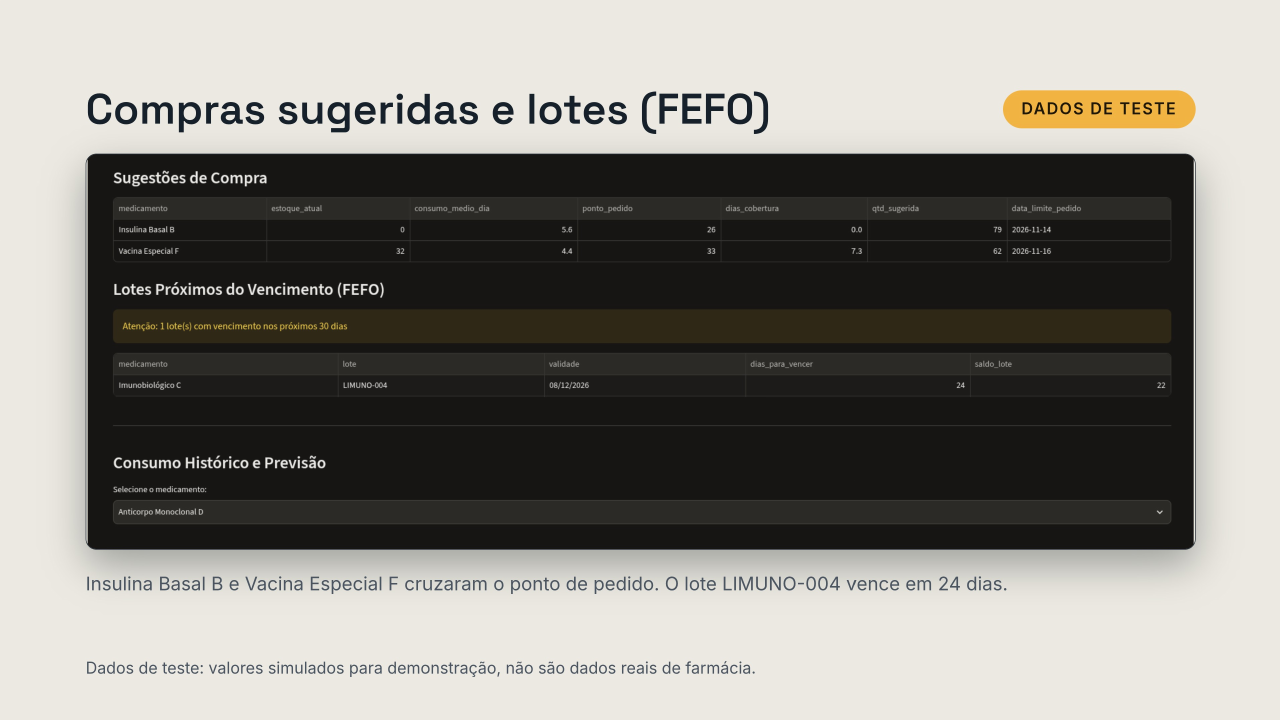 Compras sugeridas e lotes (FEFO)
DADOS DE TESTE
Sugestões de Compra
medicamento estoque_atual consumo_medio_dia ponto_pedido dias_cobertura qtd_sugerida data_limite_pedido
Insulina Basal B 0 5.6 26 0.0 79 2026-11-14
Vacina Especial F 32 4.4 33 7.3 62 2026-11-16
Lotes Próximos do Vencimento (FEFO)
Atenção: 1 lote(s) com vencimento nos próximos 30 dias
medicamento lote validade dias_para_vencer saldo_lote
Imunobiológico C LIMUNO-004 08/12/2026 24 22
Consumo Histórico e Previsão
Selecione o medicamento:
Anticorpo Monoclonal D
Insulina Basal B e Vacina Especial F cruzaram o ponto de pedido. O lote LIMUNO-004 vence em 24 dias.
Dados de teste: valores simulados para demonstração, não são dados reais de farmácia.